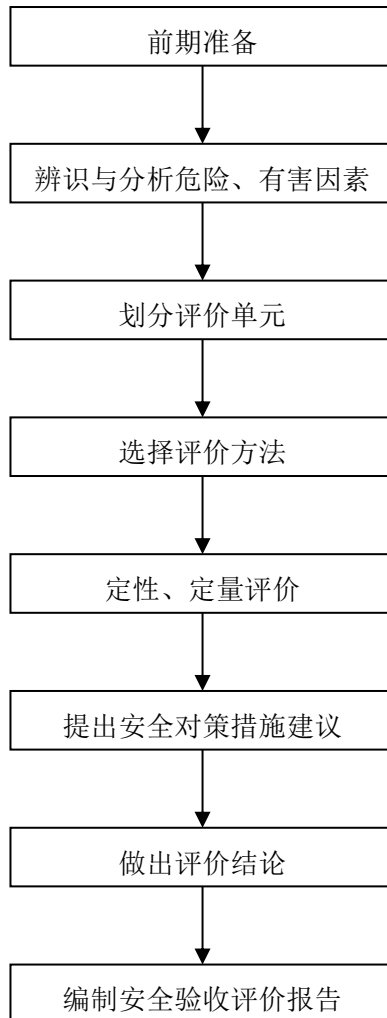 前期准备
辨识与分析危险、有害因素
划分评价单元
选择评价方法
定性、定量评价
提出安全对策措施建议
做出评价结论
编制安全验收评价报告